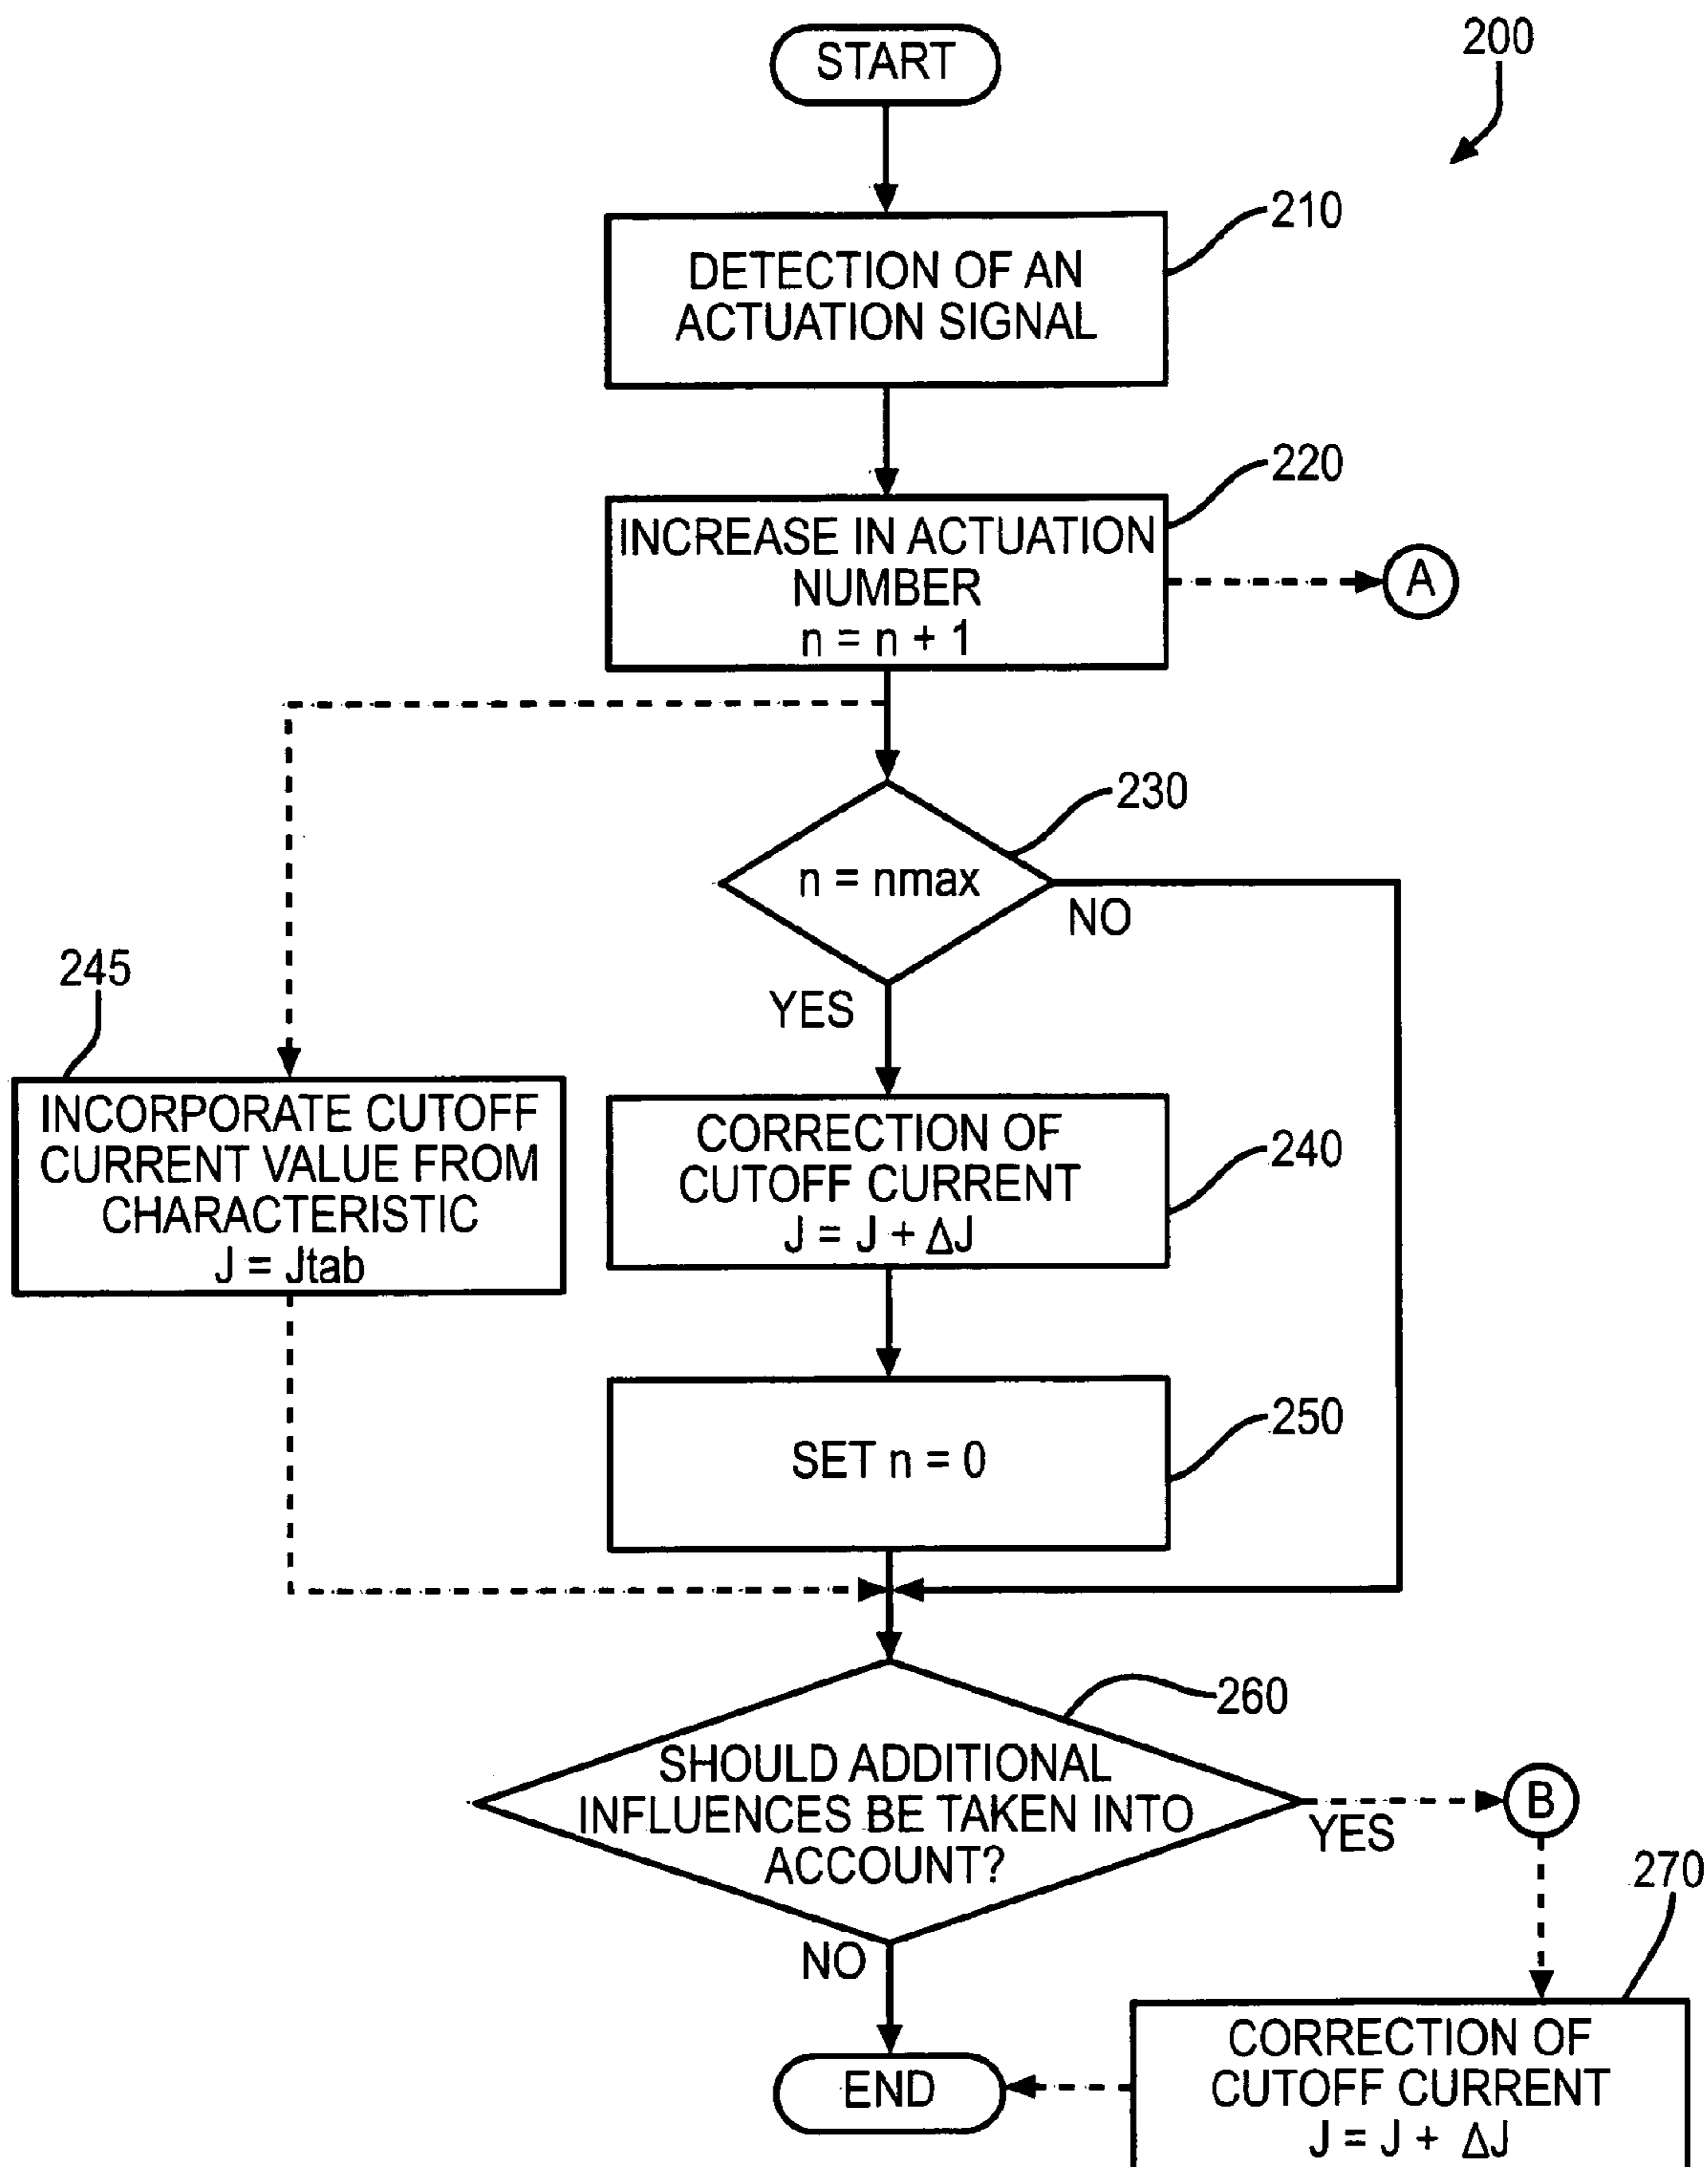 START
200
210
DETECTION OF AN
ACTUATION SIGNAL
220
INCREASE IN ACTUATION
NUMBER
n = n + 1
A
230
n = nmax
NO
YES
245
INCORPORATE CUTOFF
CURRENT VALUE FROM
CHARACTERISTIC
J = Jtab
CORRECTION OF
CUTOFF CURRENT
J = J + ΔJ
240
250
SET n = 0
260
SHOULD ADDITIONAL
INFLUENCES BE TAKEN INTO
ACCOUNT?
YES
B
270
NO
END
CORRECTION OF
CUTOFF CURRENT
J = J + ΔJ